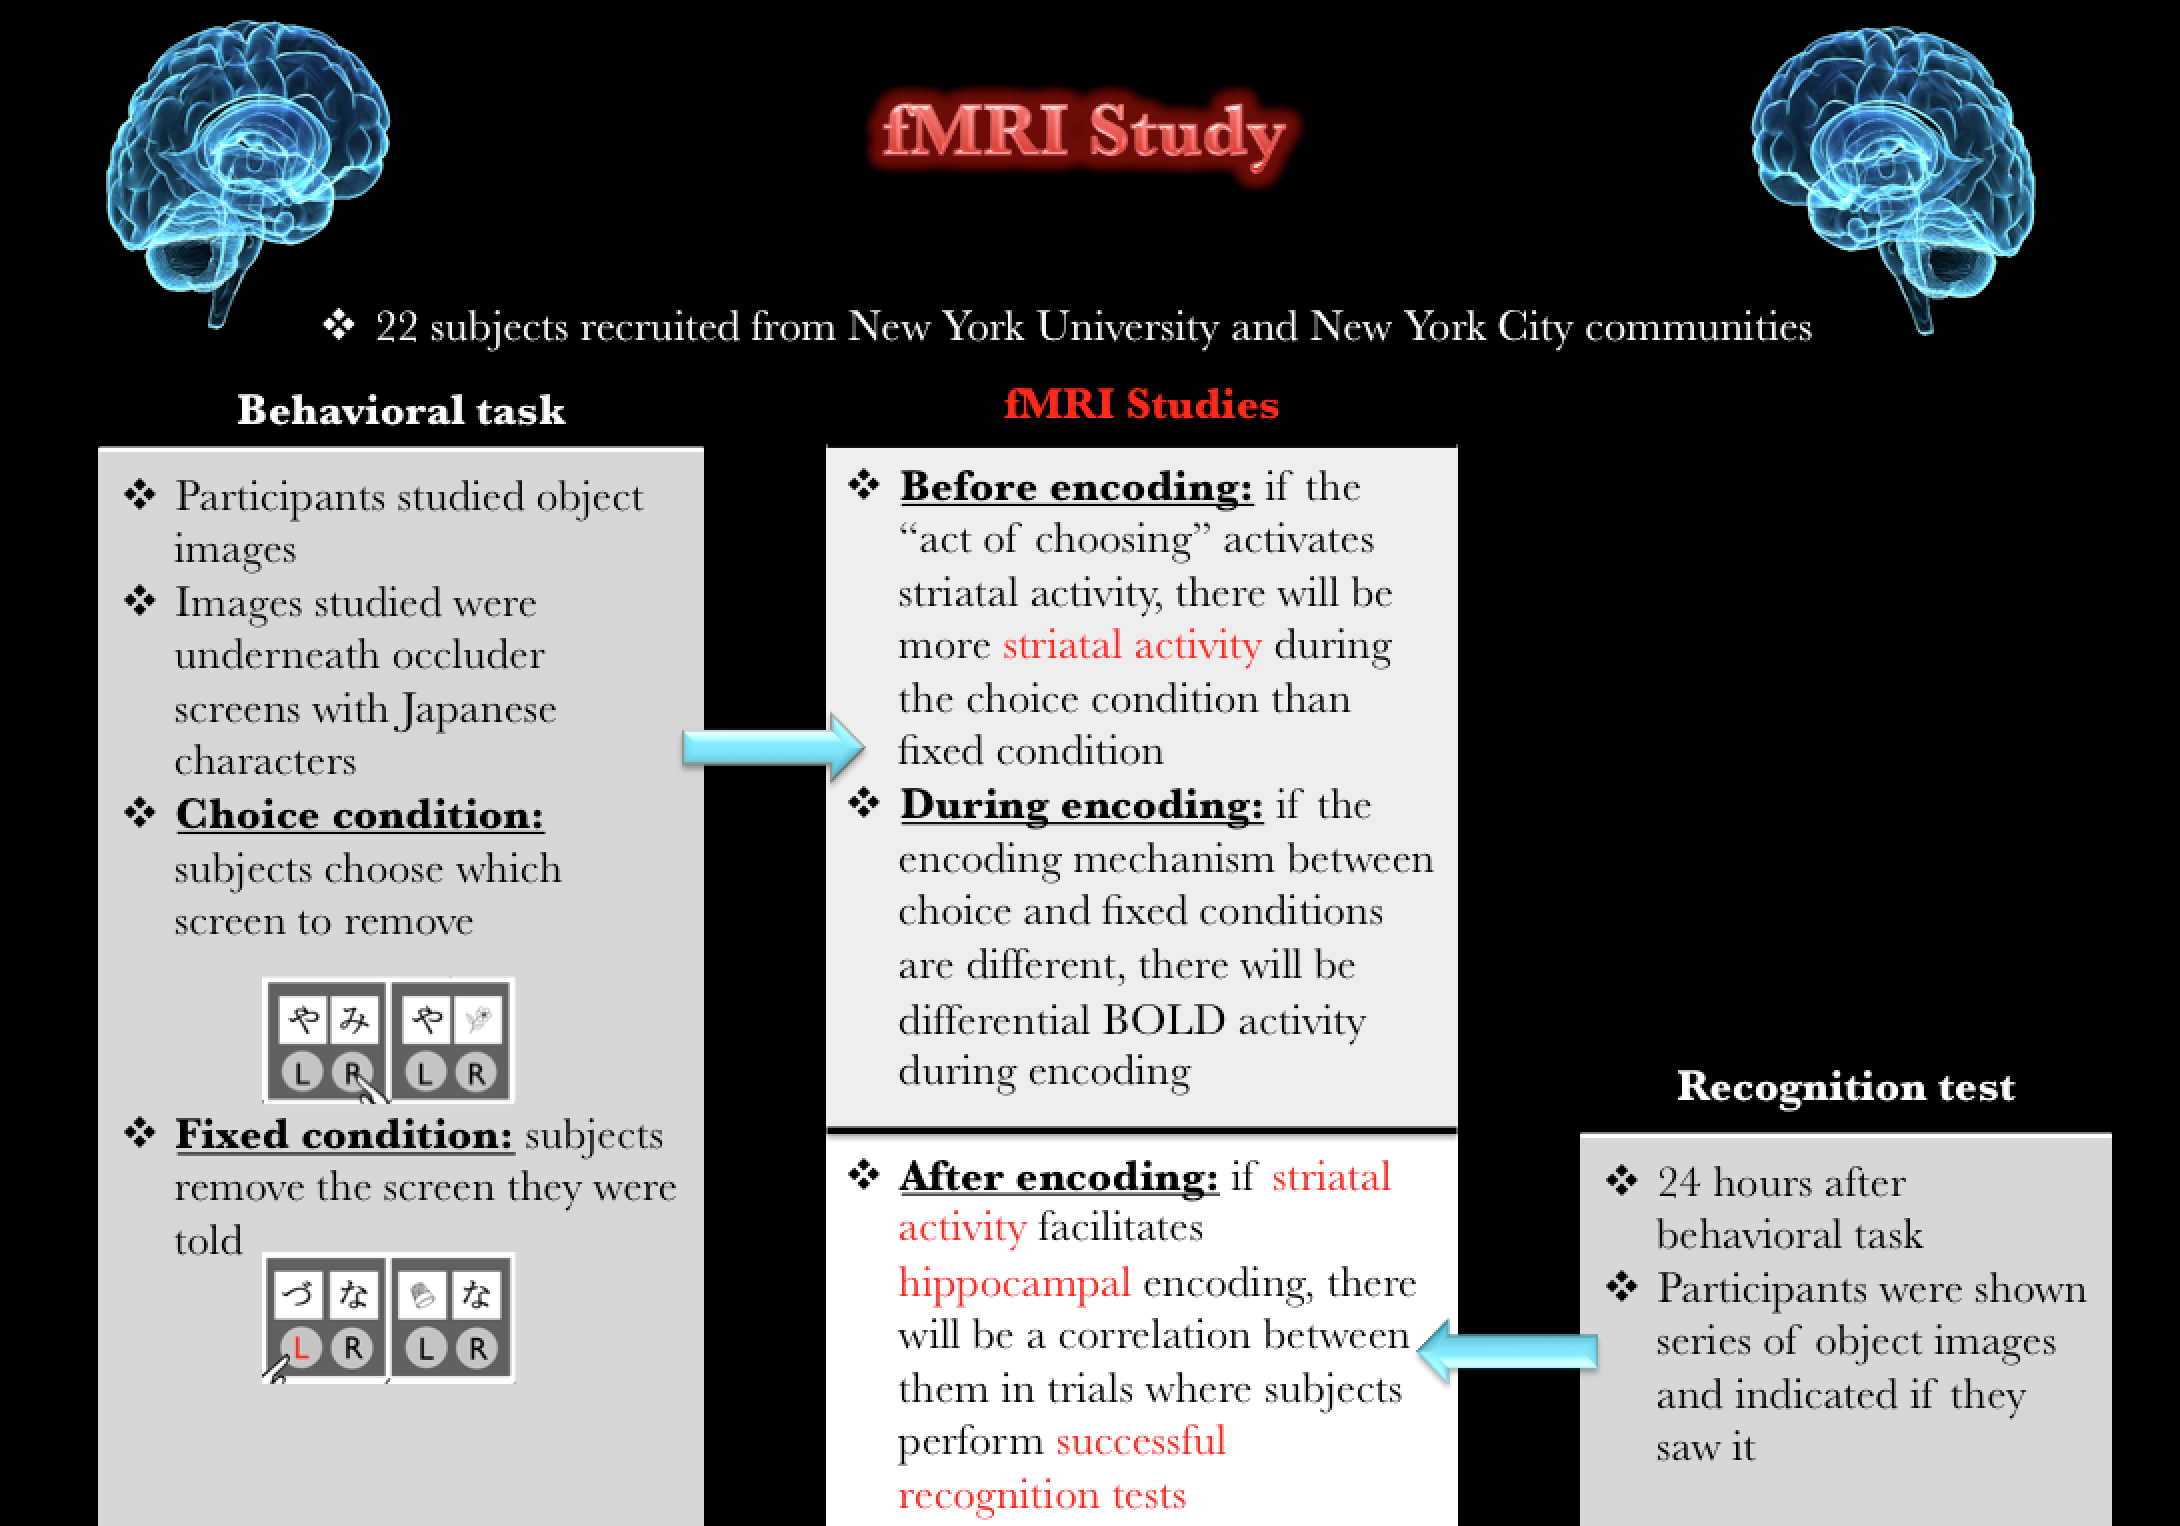 fMRI Study
❖ 22 subjects recruited from New York University and New York City communities
Behavioral task
❖ Participants studied object
images
❖ Images studied were
underneath occluder
screens with Japanese
characters
❖ Choice condition:
subjects choose which
screen to remove
や み や
L R L R
❖ Fixed condition: subjects
remove the screen they were
told
づ な な
L R L R
fMRI Studies
❖ Before encoding: if the
“act of choosing” activates
striatal activity, there will be
more striatal activity during
the choice condition than
fixed condition
❖ During encoding: if the
encoding mechanism between
choice and fixed conditions
are different, there will be
differential BOLD activity
during encoding
❖ After encoding: if striatal
activity facilitates
hippocampal encoding, there
will be a correlation between
them in trials where subjects
perform successful
recognition tests
Recognition test
❖ 24 hours after
behavioral task
❖ Participants were shown
series of object images
and indicated if they
saw it